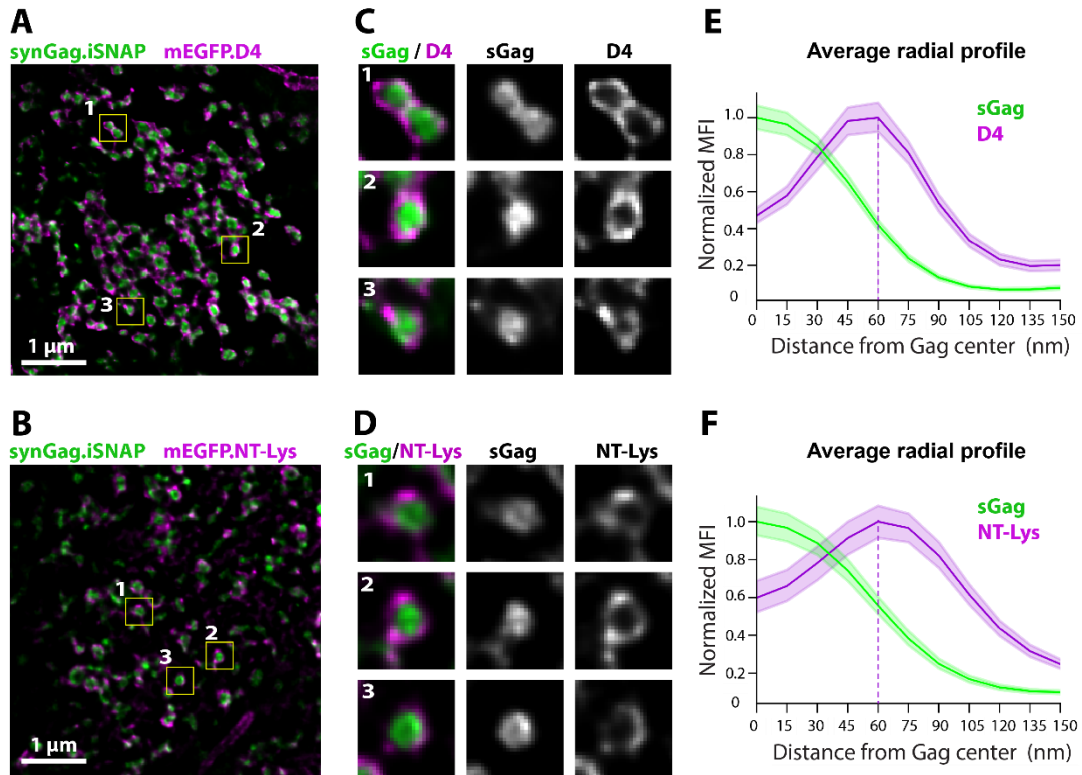 A
synGag.iSNAP mEGFP.D4
1
2
3
1 µm
C
sGag / D4 sGag D4
1
2
3
E
Average radial profile
Normalized MFI
1.0
0.8
0.6
0.4
0.2
0
sGag
D4
0 15 30 45 60 75 90 105 120 135 150
Distance from Gag center (nm)
B
synGag.iSNAP mEGFP.NT-Lys
1
2
3
1 µm
D
sGag/NT-Lys sGag NT-Lys
1
2
3
F
Average radial profile
Normalized MFI
1.0
0.8
0.6
0.4
0.2
0
sGag
NT-Lys
0 15 30 45 60 75 90 105 120 135 150
Distance from Gag center (nm)